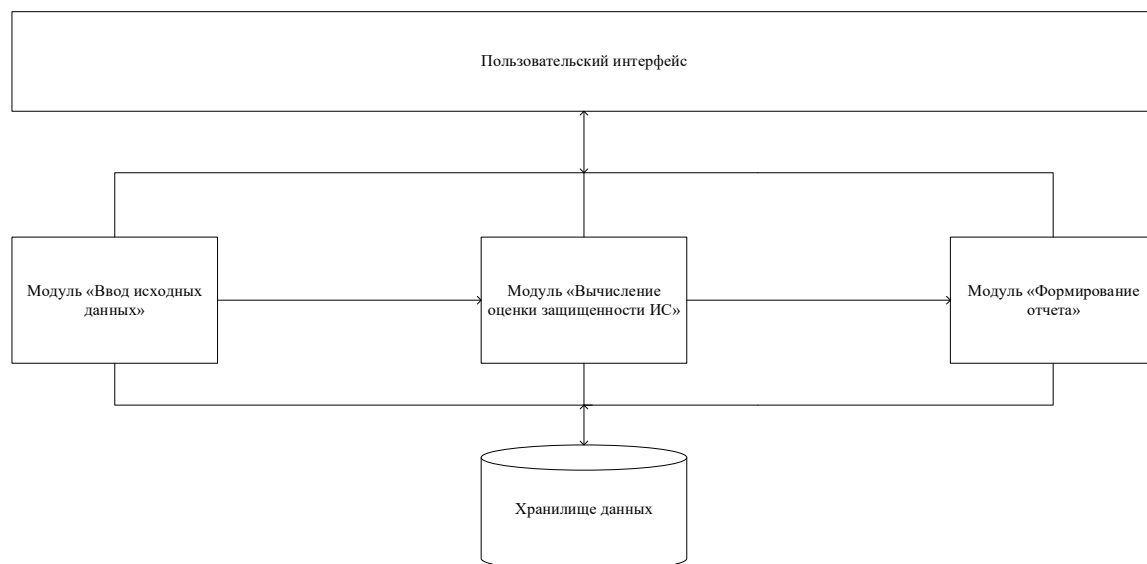 Пользовательский интерфейс
Модуль «Ввод исходных
данных»
Модуль «Вычисление
оценки защищенности ИС»
Модуль «Формирование
отчета»
Хранилище данных